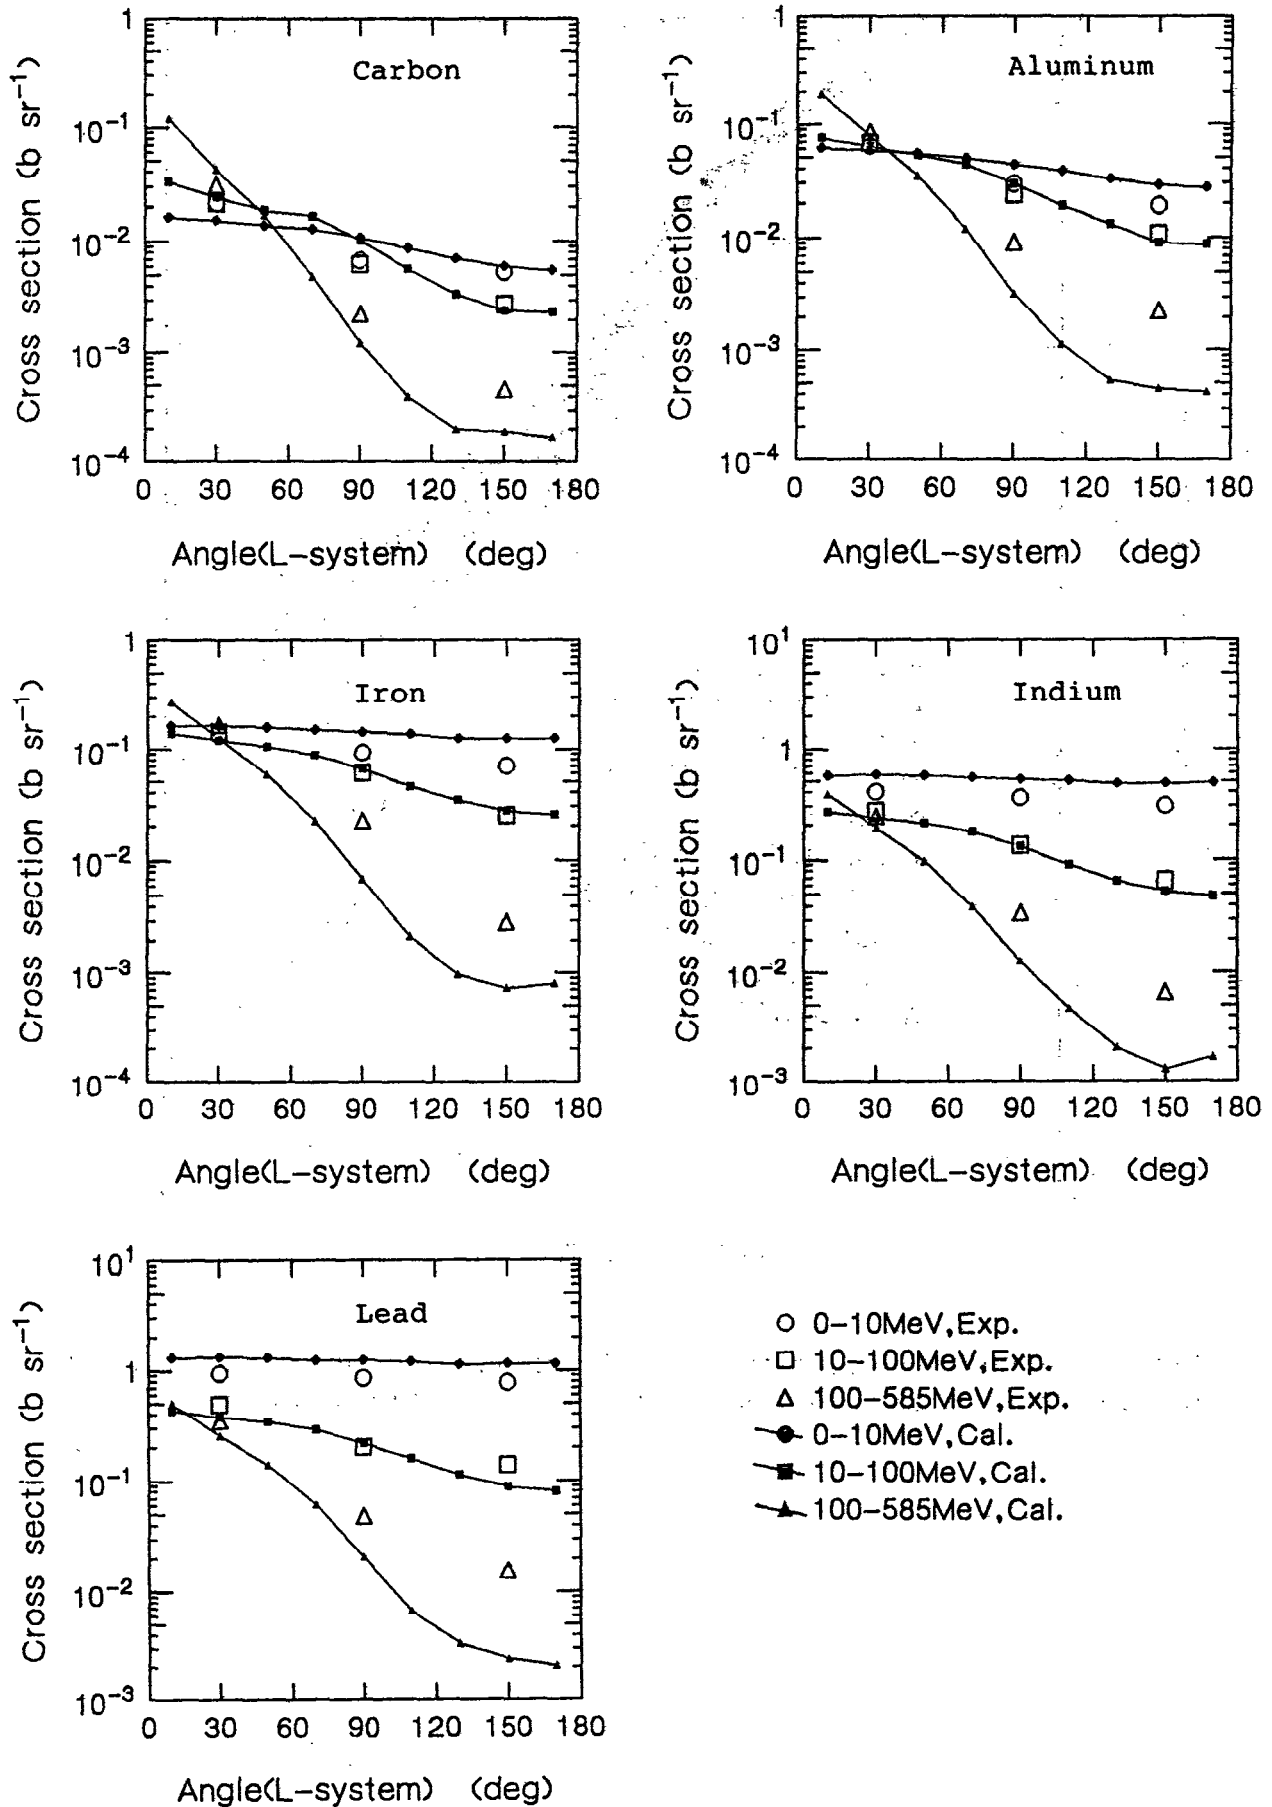 Carbon
Cross section (b sr⁻¹)
1
10⁻¹
10⁻²
10⁻³
10⁻⁴
0 30 60 90 120 150 180
Angle(L-system) (deg)
Aluminum
Cross section (b sr⁻¹)
1
10⁻¹
10⁻²
10⁻³
10⁻⁴
0 30 60 90 120 150 180
Angle(L-system) (deg)
Iron
Cross section (b sr⁻¹)
1
10⁻¹
10⁻²
10⁻³
10⁻⁴
0 30 60 90 120 150 180
Angle(L-system) (deg)
Indium
Cross section (b sr⁻¹)
10¹
1
10⁻¹
10⁻²
10⁻³
0 30 60 90 120 150 180
Angle(L-system) (deg)
Lead
Cross section (b sr⁻¹)
10¹
1
10⁻¹
10⁻²
10⁻³
0 30 60 90 120 150 180
Angle(L-system) (deg)
0-10MeV,Exp.
10-100MeV,Exp.
100-585MeV,Exp.
0-10MeV,Cal.
10-100MeV,Cal.
100-585MeV,Cal.